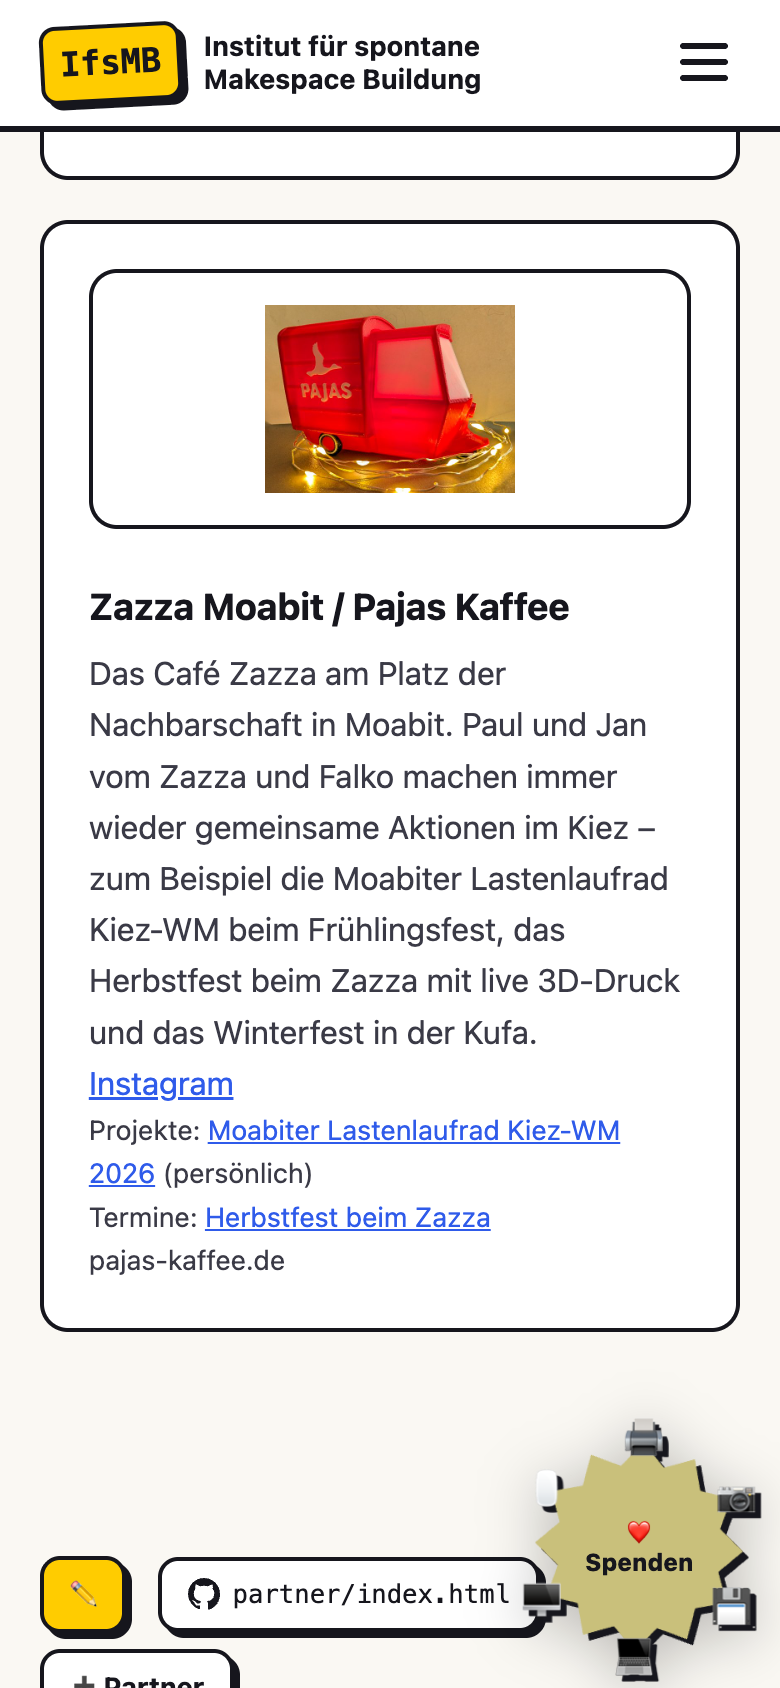 IfsMB
Institut für spontane
Makespace Buildung
PAJAS
Zazza Moabit / Pajas Kaffee
Das Café Zazza am Platz der
Nachbarschaft in Moabit. Paul und Jan
vom Zazza und Falko machen immer
wieder gemeinsame Aktionen im Kiez –
zum Beispiel die Moabiter Lastenlaufrad
Kiez-WM beim Frühlingsfest, das
Herbstfest beim Zazza mit live 3D-Druck
und das Winterfest in der Kufa.
Instagram
Projekte: Moabiter Lastenlaufrad Kiez-WM
2026 (persönlich)
Termine: Herbstfest beim Zazza
pajas-kaffee.de
Spenden
partner/index.html
Partner